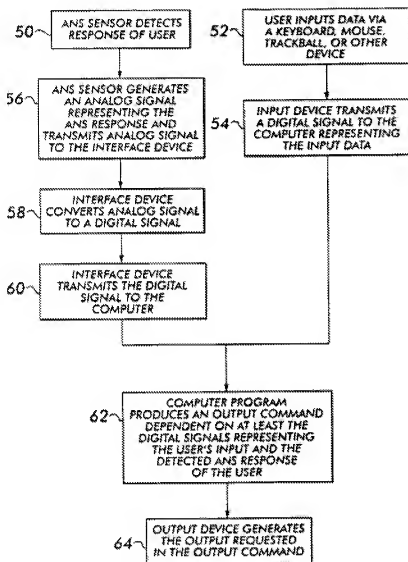 50
ANS SENSOR DETECTS
RESPONSE OF USER
52
USER INPUTS DATA VIA
A KEYBOARD, MOUSE,
TRACKBALL, OR OTHER
DEVICE
56
ANS SENSOR GENERATES
AN ANALOG SIGNAL
REPRESENTING THE
ANS RESPONSE AND
TRANSMITS ANALOG SIGNAL
TO THE INTERFACE DEVICE
54
INPUT DEVICE TRANSMITS
A DIGITAL SIGNAL TO THE
COMPUTER REPRESENTING
THE INPUT DATA
58
INTERFACE DEVICE
CONVERTS ANALOG SIGNAL
TO A DIGITAL SIGNAL
60
INTERFACE DEVICE
TRANSMITS THE DIGITAL
SIGNAL TO THE
COMPUTER
62
COMPUTER PROGRAM
PRODUCES AN OUTPUT COMMAND
DEPENDENT ON AT LEAST THE
DIGITAL SIGNALS REPRESENTING
THE USER'S INPUT AND THE
DETECTED ANS RESPONSE
OF THE USER
64
OUTPUT DEVICE GENERATES
THE OUTPUT REQUESTED
IN THE OUTPUT COMMAND